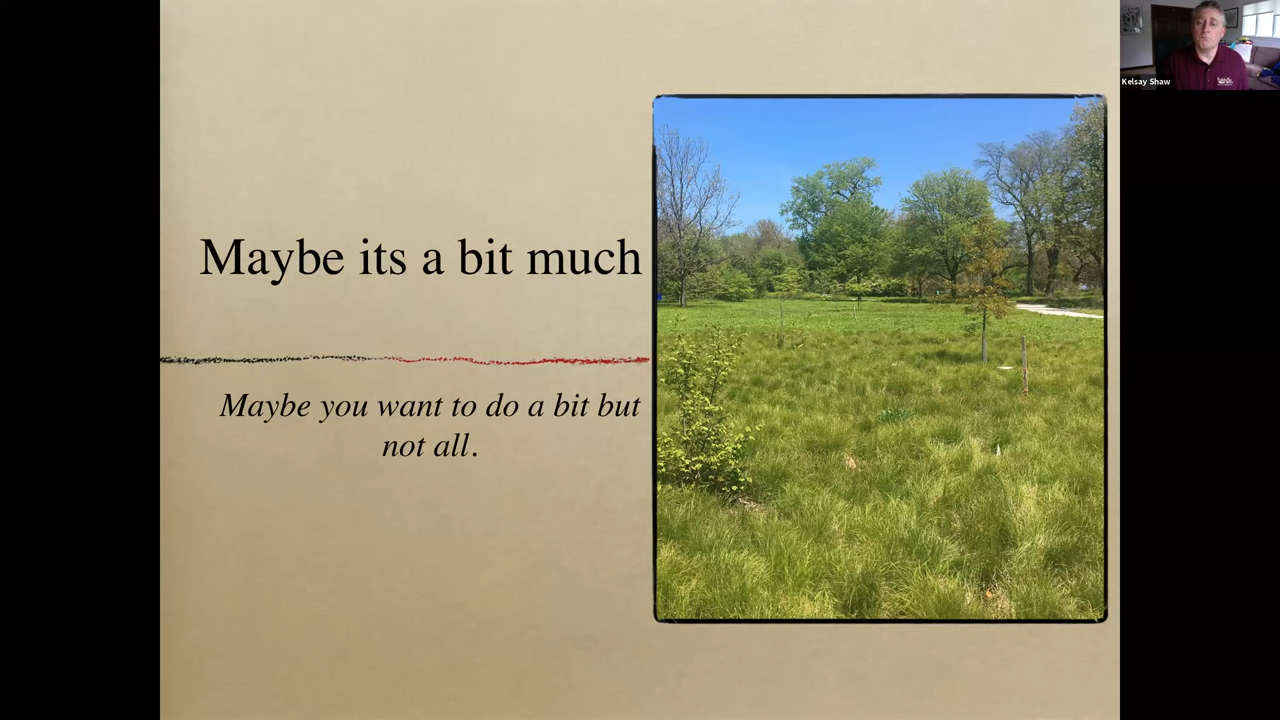 Maybe its a bit much
Maybe you want to do a bit but
not all.
Kelsay Shaw